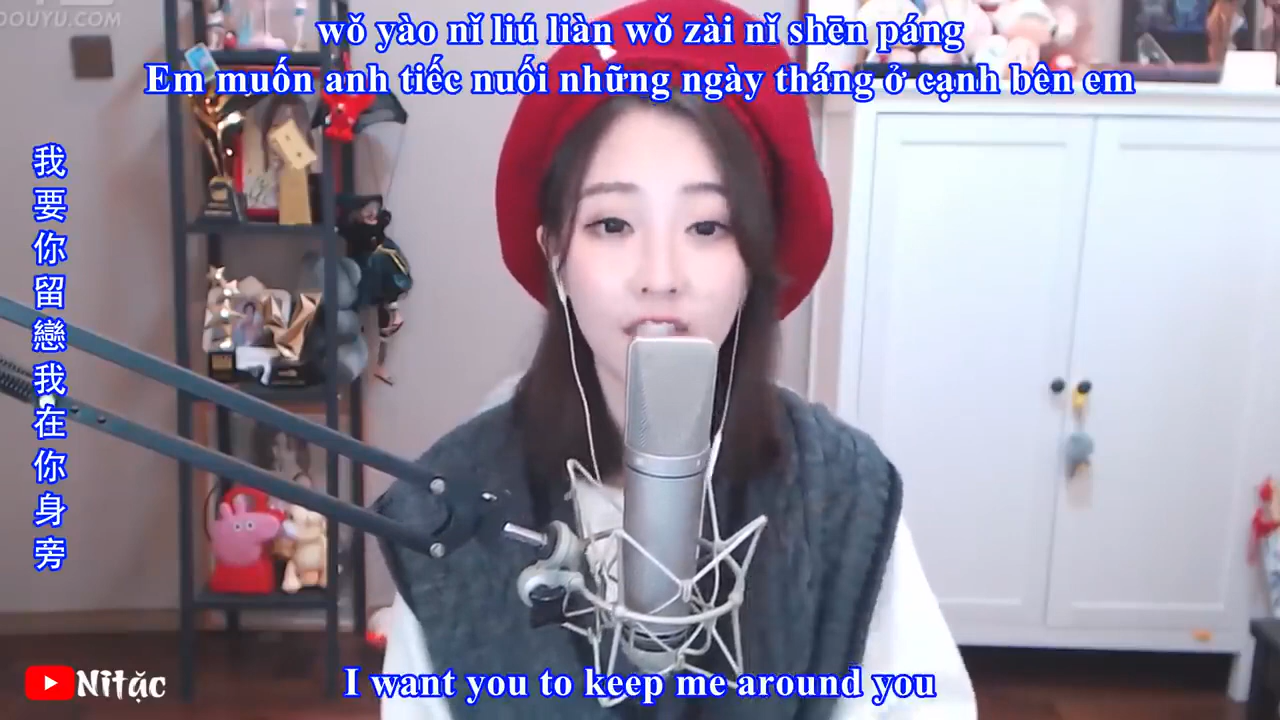 DOUYU.COM
wǒ yào nǐ liú liàn wǒ zài nǐ shēn páng
Em muốn anh tiếc nuối những ngày tháng ở cạnh bên em
我要你留戀我在你身旁
Nitặc
I want you to keep me around you